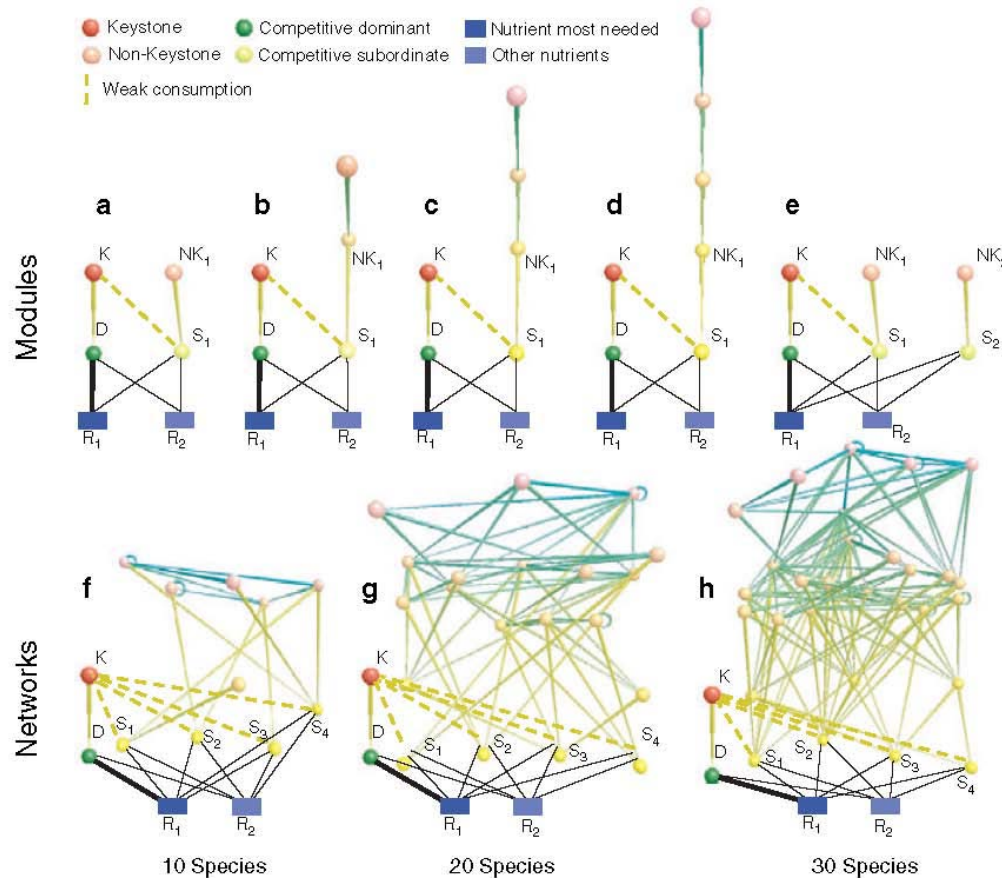 Keystone
Competitive dominant
Nutrient most needed
Non-Keystone
Competitive subordinate
Other nutrients
Weak consumption
Modules
a
K
NK1
D
S1
R1
R2
b
K
NK1
D
S1
R1
R2
c
K
NK1
D
S1
R1
R2
d
K
NK1
D
S1
R1
R2
e
K
NK1
NK2
D
S1
S2
R1
R2
Networks
f
K
D
S1
S2
S3
S4
R1
R2
10 Species
g
K
D
S1
S2
S3
S4
R1
R2
20 Species
h
K
D
S1
S2
S3
S4
R1
R2
30 Species